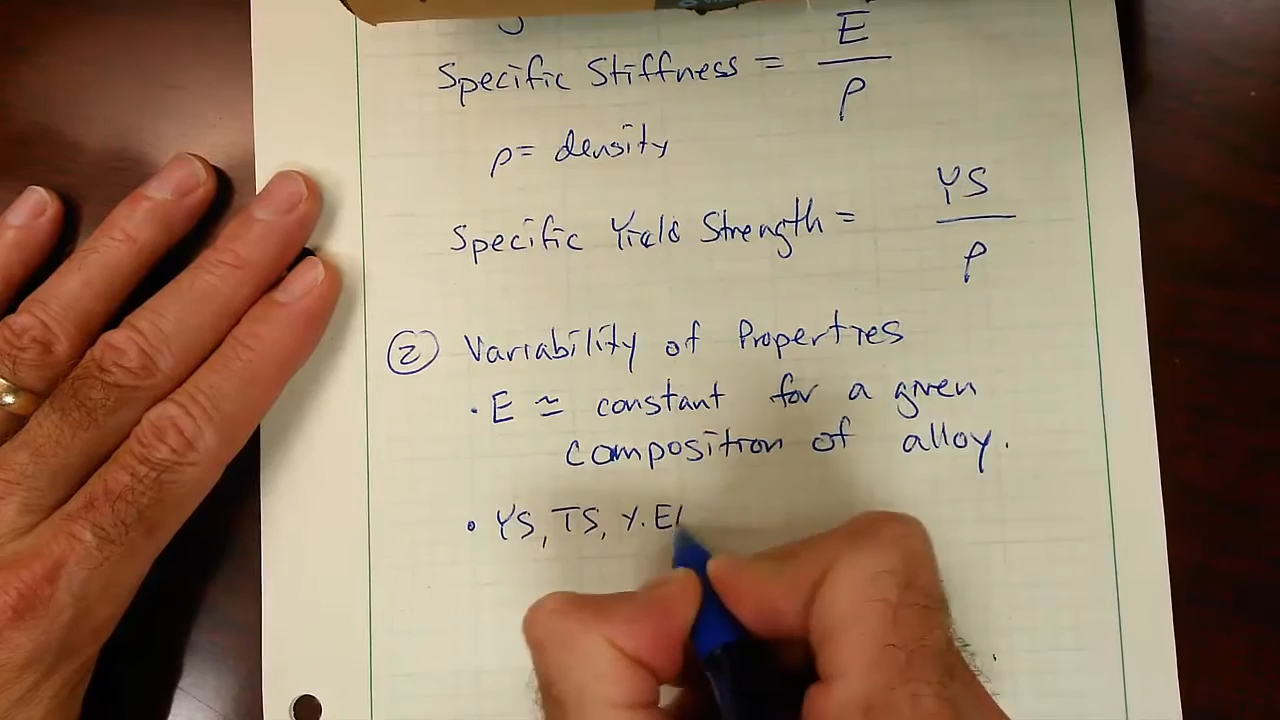 Specific Stiffness = E / ρ
ρ = density
Specific Yield Strength = YS / ρ
② Variability of Properties
• E ≃ constant for a given
composition of alloy.
• YS, TS, %. El